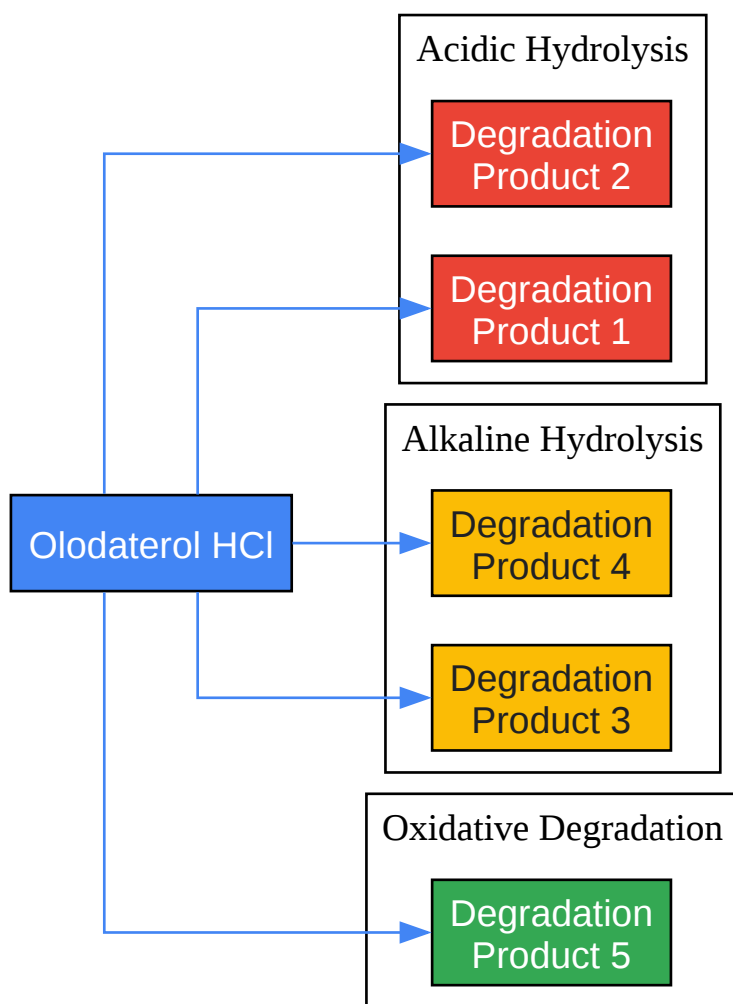 Acidic Hydrolysis
Degradation
Product 2
Degradation
Product 1
Alkaline Hydrolysis
Olodaterol HCl
Degradation
Product 4
Degradation
Product 3
Oxidative Degradation
Degradation
Product 5